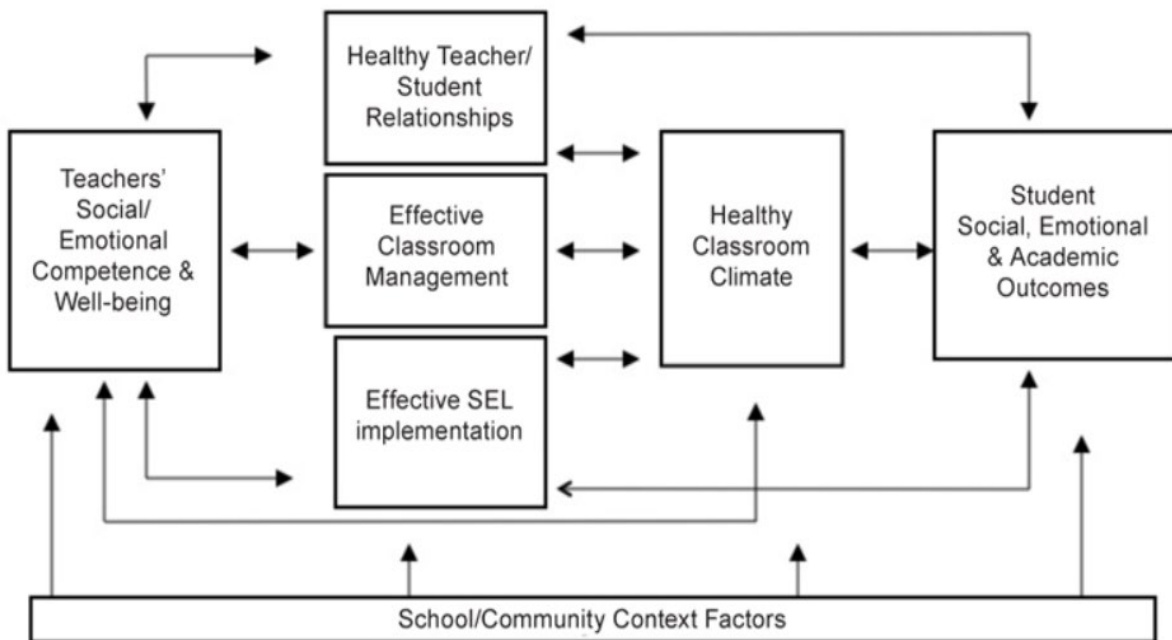 Healthy Teacher/
Student
Relationships
Teachers'
Social/
Emotional
Competence &
Well-being
Effective
Classroom
Management
Healthy
Classroom
Climate
Student
Social, Emotional
& Academic
Outcomes
Effective SEL
implementation
School/Community Context Factors